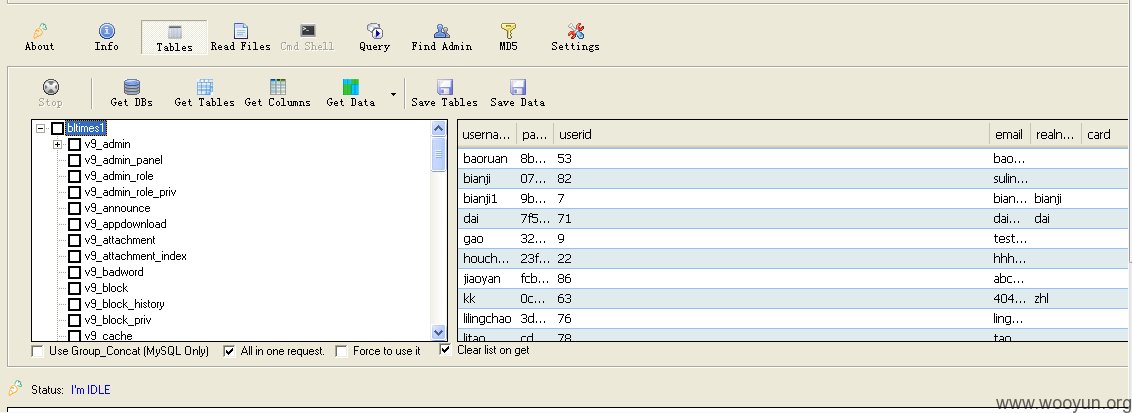 About Info Tables Read Files Cmd Shell Query Find Admin MD5 Settings
Stop Get DBs Get Tables Get Columns Get Data Save Tables Save Data
bltimes1
v9_admin
v9_admin_panel
v9_admin_role
v9_admin_role_priv
v9_announce
v9_appdownload
v9_attachment
v9_attachment_index
v9_badword
v9_block
v9_block_history
v9_block_priv
v9_cache
userna... pa... userid email realn... card
baoruan 8b... 53 bao...
bianji 07... 82 sulin...
bianji1 9b... 7 bian... bianji
dai 7f5... 71 dai... dai
gao 32... 9 test...
houch... 23f... 22 hhh...
jiaoyan fcb... 86 abc...
kk 0c... 63 404... zhl
lilingchao 3d... 76 ling...
litao cd... 78 tao...
Use Group_Concat (MySQL Only) All in one request. Force to use it Clear list on get
Status: I'm IDLE
www.wooyun.org